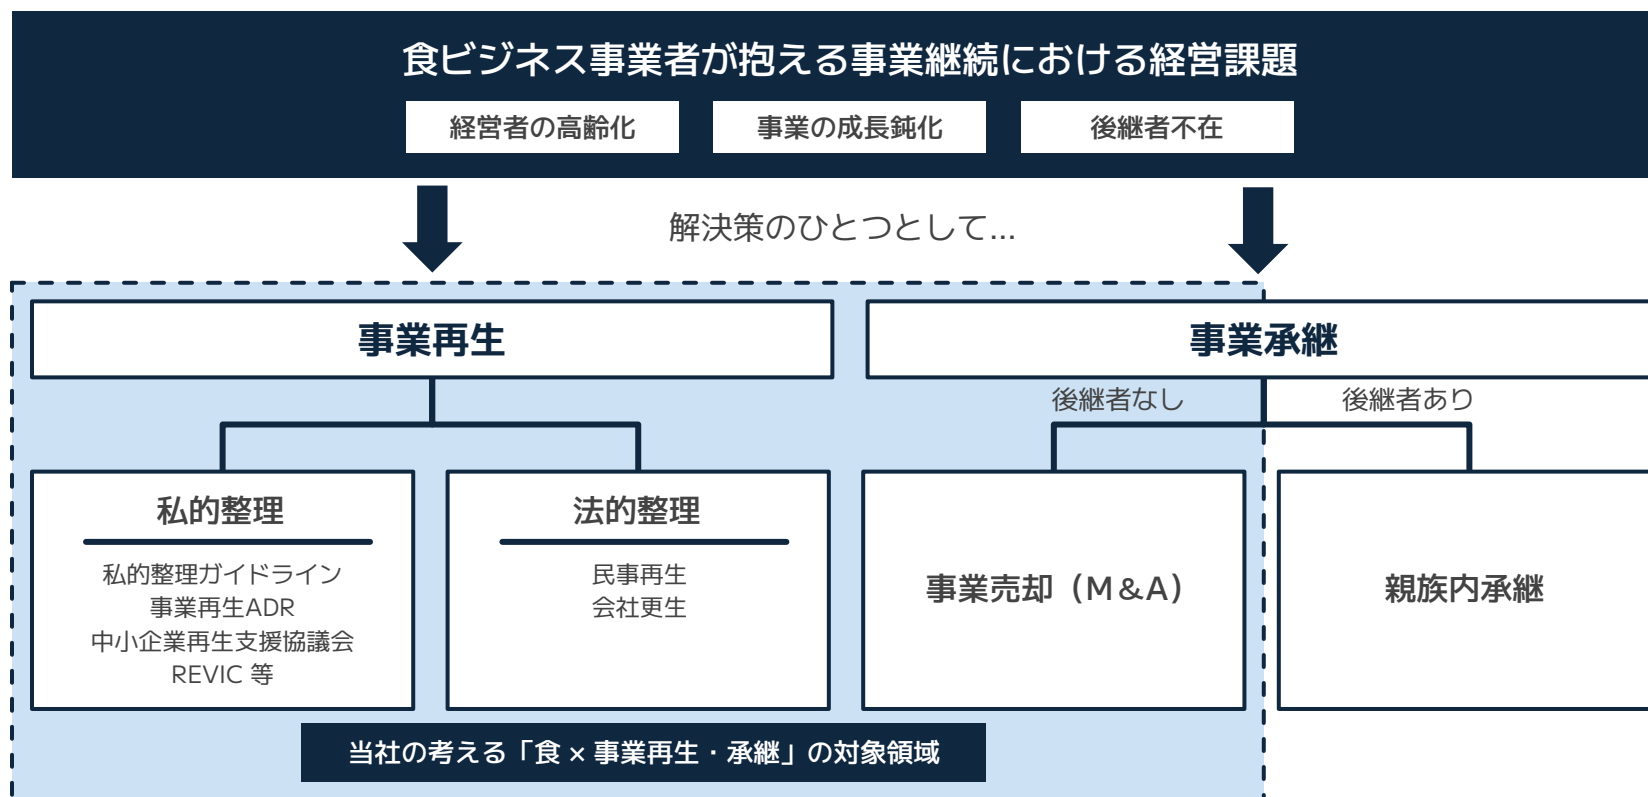 食ビジネス事業者が抱える事業継続における経営課題
経営者の高齢化
事業の成長鈍化
後継者不在
解決策のひとつとして...
事業再生
事業承継
後継者なし
後継者あり
私的整理
私的整理ガイドライン
事業再生ADR
中小企業再生支援協議会
REVIC 等
法的整理
民事再生
会社更生
事業売却（M＆A）
親族内承継
当社の考える「食 × 事業再生・承継」の対象領域